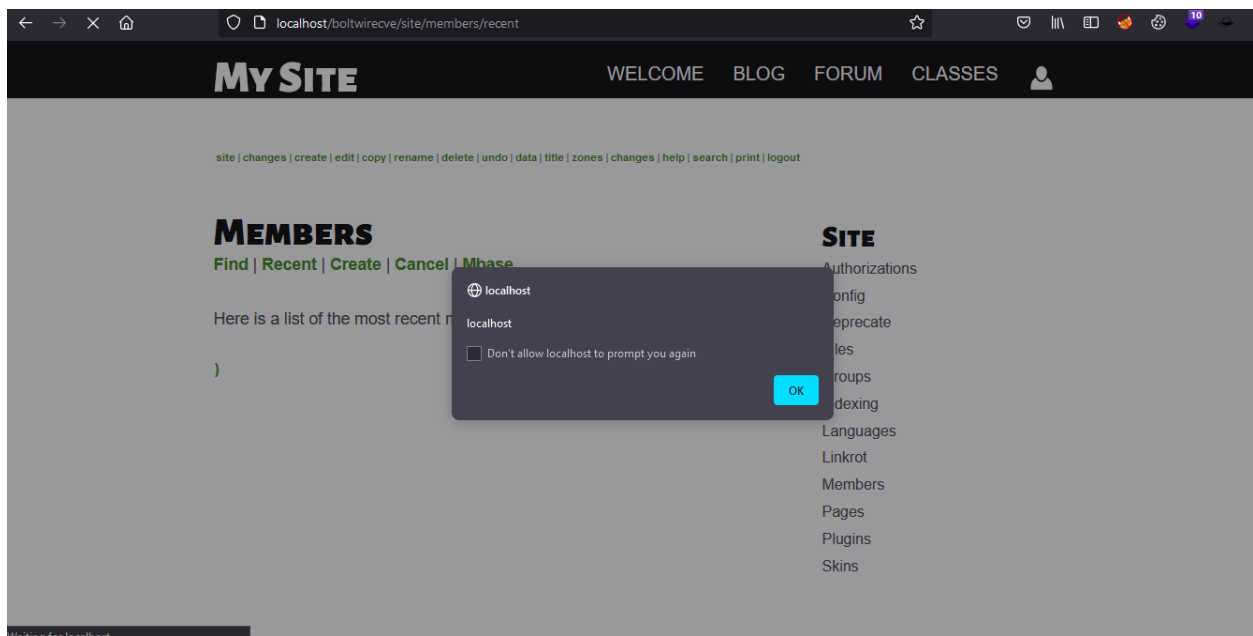 localhost/boltwirecve/site/members/recent
10
MY SITE
WELCOME BLOG FORUM CLASSES
site | changes | create | edit | copy | rename | delete | undo | data | title | zones | changes | help | search | print | logout
MEMBERS
Find | Recent | Create | Cancel | Mbase
Here is a list of the most recent
)
localhost
localhost
Don't allow localhost to prompt you again
OK
SITE
Authorizations
onfig
eprecate
les
roups
dexing
Languages
Linkrot
Members
Pages
Plugins
Skins